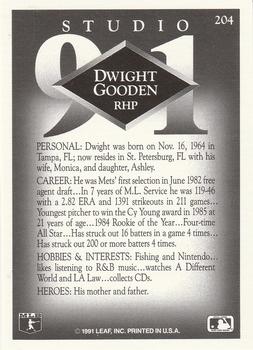 204
STUDIO
91
DWIGHT
GOODEN
RHP
PERSONAL: Dwight was born on Nov. 16, 1964 in
Tampa, FL; now resides in St. Petersburg, FL with his
wife, Monica, and daughter, Ashley.
CAREER: He was Mets' first selection in June 1982 free
agent draft...In 7 years of M.L. Service he was 119-46
with a 2.82 ERA and 1391 strikeouts in 211 games...
Youngest pitcher to win the Cy Young award in 1985 at
21 years of age...1984 Rookie of the Year...Four-time
All Star...Has struck out 16 batters in a game 4 times...
Has struck out 200 or more batters 4 times.
HOBBIES & INTERESTS: Fishing and Nintendo...
likes listening to R&B music...watches A Different
World and LA Law...collects CDs.
HEROES: His mother and father.
© 1991 LEAF, INC. PRINTED IN U.S.A.